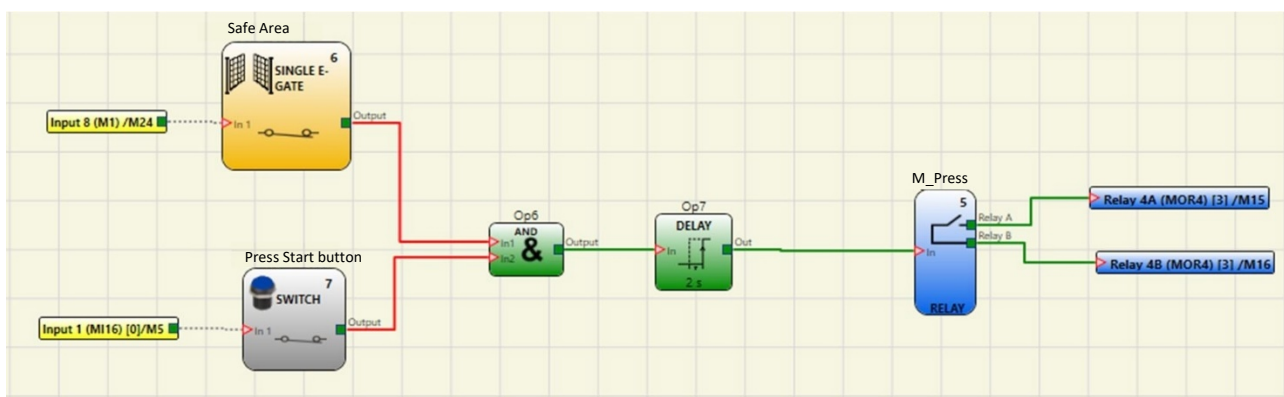 Safe Area
6
SINGLE E-
GATE
Input 8 (M1) /M24
In 1
Output
Press Start button
7
SWITCH
Input 1 (MI16) [0]/M5
In 1
Output
Op6
AND
&
In1
In2
Output
Op7
DELAY
In
Out
2 s
M_Press
5
Relay A
Relay B
In
RELAY
Relay 4A (MOR4) [3] /M15
Relay 4B (MOR4) [3] /M16